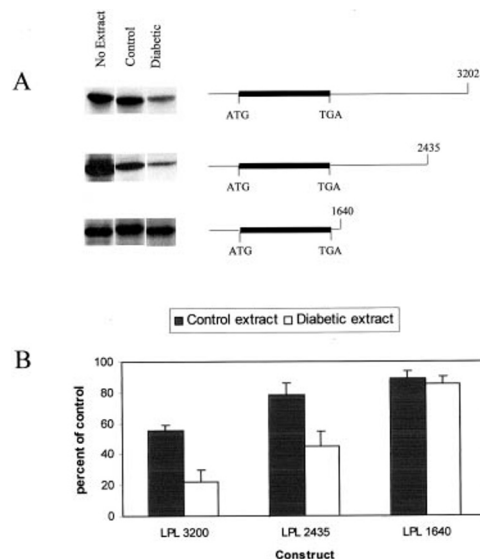 No Extract
Control
Diabetic
A
3202
ATG TGA
2435
ATG TGA
1640
ATG TGA
Control extract Diabetic extract
B
percent of control
100
80
60
40
20
0
LPL 3200 LPL 2435 LPL 1640
Construct